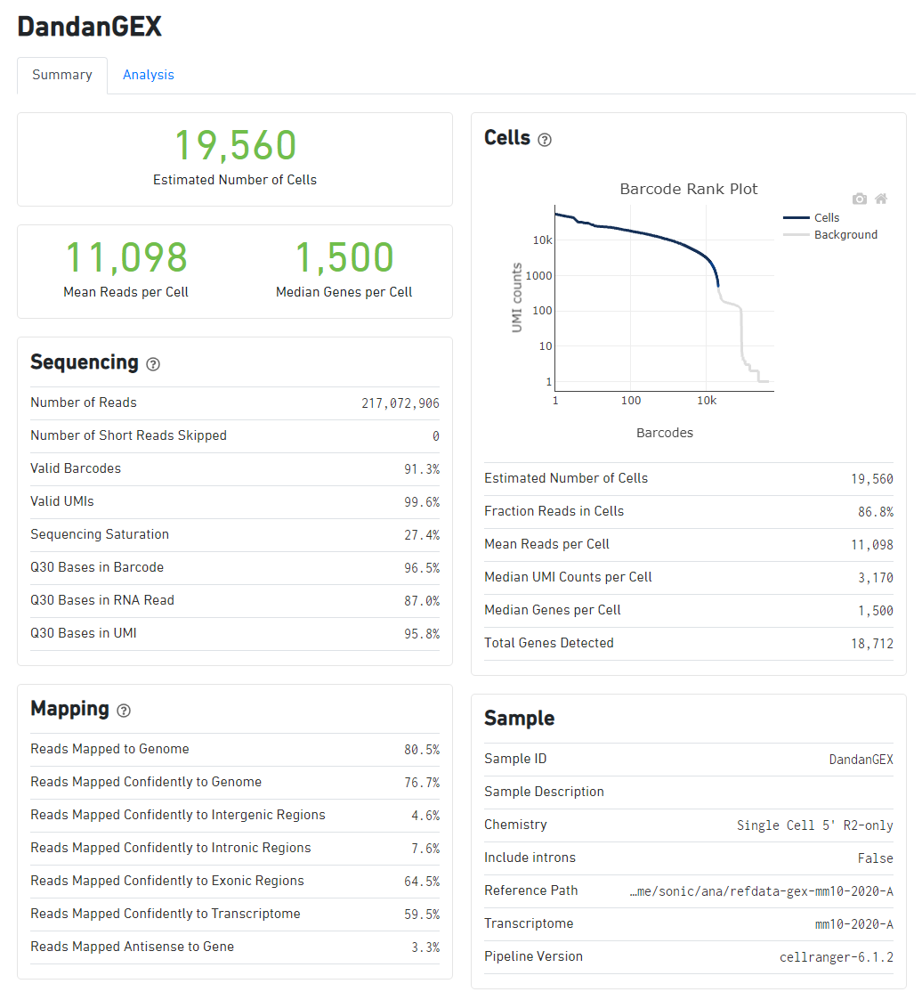 DandanGEX
Summary
Analysis
19,560
Estimated Number of Cells
11,098
Mean Reads per Cell
1,500
Median Genes per Cell
Sequencing ?
Number of Reads 217,072,906
Number of Short Reads Skipped 0
Valid Barcodes 91.3%
Valid UMIs 99.6%
Sequencing Saturation 27.4%
Q30 Bases in Barcode 96.5%
Q30 Bases in RNA Read 87.0%
Q30 Bases in UMI 95.8%
Mapping ?
Reads Mapped to Genome 80.5%
Reads Mapped Confidently to Genome 76.7%
Reads Mapped Confidently to Intergenic Regions 4.6%
Reads Mapped Confidently to Intronic Regions 7.6%
Reads Mapped Confidently to Exonic Regions 64.5%
Reads Mapped Confidently to Transcriptome 59.5%
Reads Mapped Antisense to Gene 3.3%
Cells ?
Barcode Rank Plot
Cells
Background
UMI counts
10k
1000
100
10
1
1 100 10k
Barcodes
Estimated Number of Cells 19,560
Fraction Reads in Cells 86.8%
Mean Reads per Cell 11,098
Median UMI Counts per Cell 3,170
Median Genes per Cell 1,500
Total Genes Detected 18,712
Sample
Sample ID DandanGEX
Sample Description
Chemistry Single Cell 5' R2-only
Include introns False
Reference Path …me/sonic/ana/refdata-gex-mm10-2020-A
Transcriptome mm10-2020-A
Pipeline Version cellranger-6.1.2